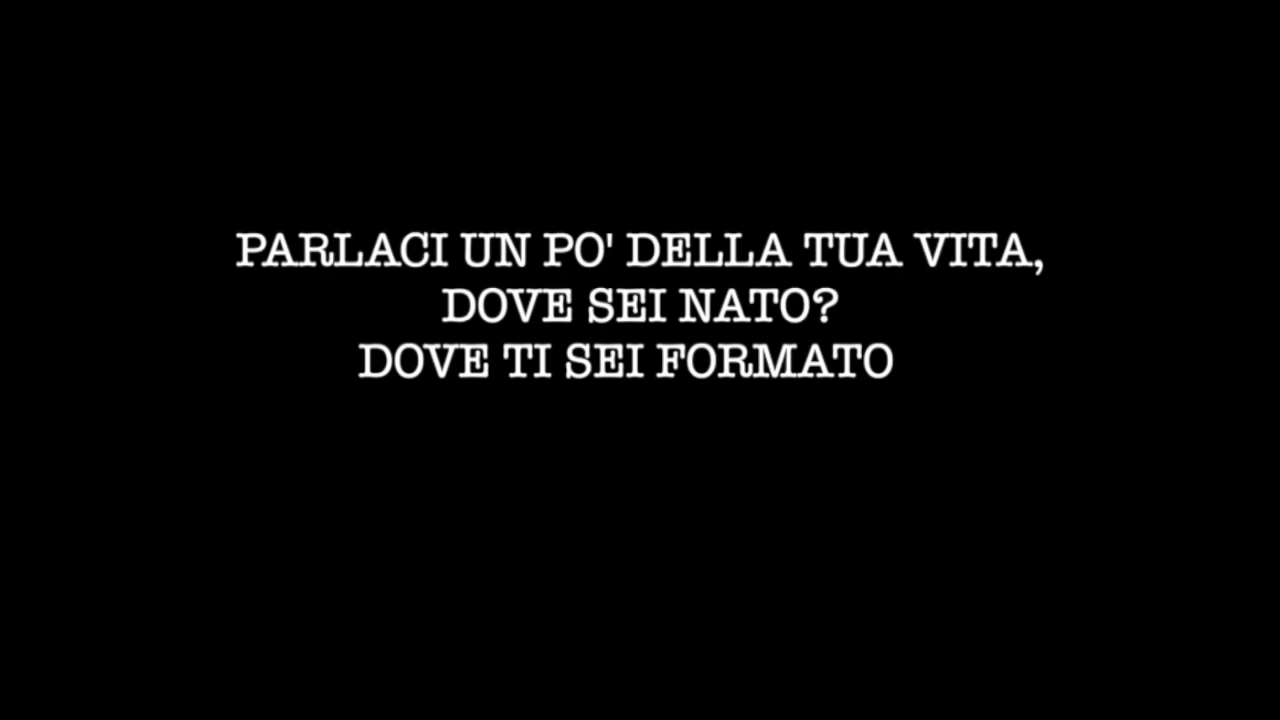 PARLACI UN PO' DELLA TUA VITA,
DOVE SEI NATO?
DOVE TI SEI FORMATO